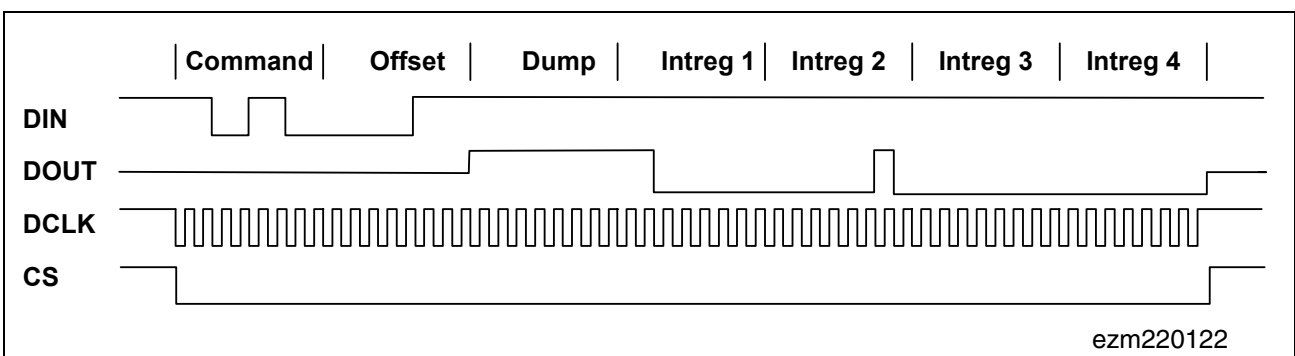 Command Offset Dump Intreg 1 Intreg 2 Intreg 3 Intreg 4
DIN
DOUT
DCLK
CS
ezm220122